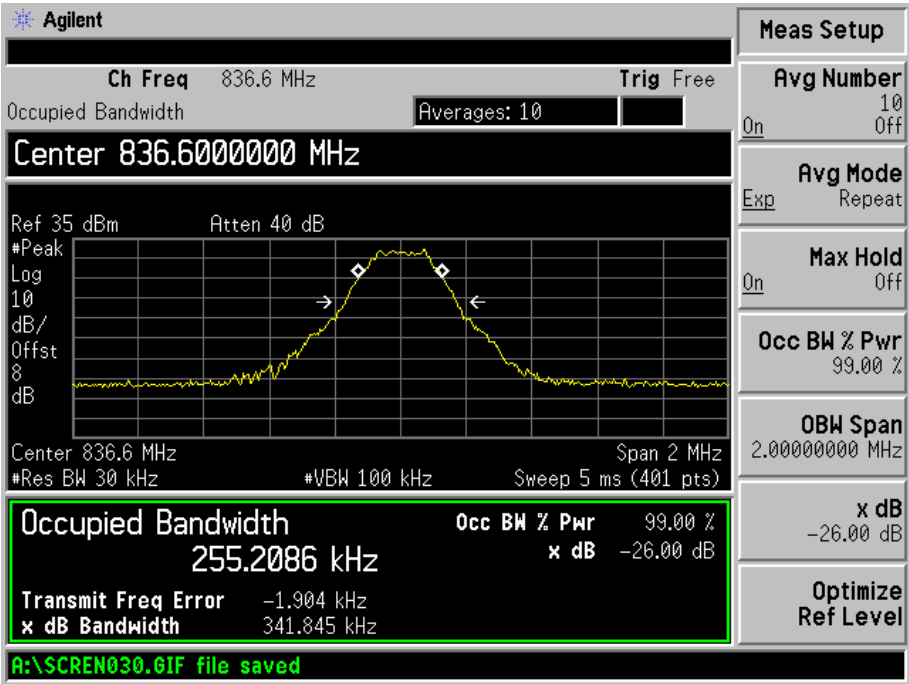 Agilent
Ch Freq 836.6 MHz Trig Free
Occupied Bandwidth Averages: 10
Center 836.6000000 MHz
Ref 35 dBm Atten 40 dB
#Peak
Log
10
dB/
Offst
8
dB
Center 836.6 MHz Span 2 MHz
#Res BW 30 kHz #VBW 100 kHz Sweep 5 ms (401 pts)
Occupied Bandwidth Occ BW % Pwr 99.00 %
255.2086 kHz x dB -26.00 dB
Transmit Freq Error -1.904 kHz
x dB Bandwidth 341.845 kHz
A:\SCREN030.GIF file saved
Meas Setup
Avg Number
10
On Off
Avg Mode
Exp Repeat
Max Hold
On Off
Occ BW % Pwr
99.00 %
OBW Span
2.00000000 MHz
x dB
-26.00 dB
Optimize
Ref Level